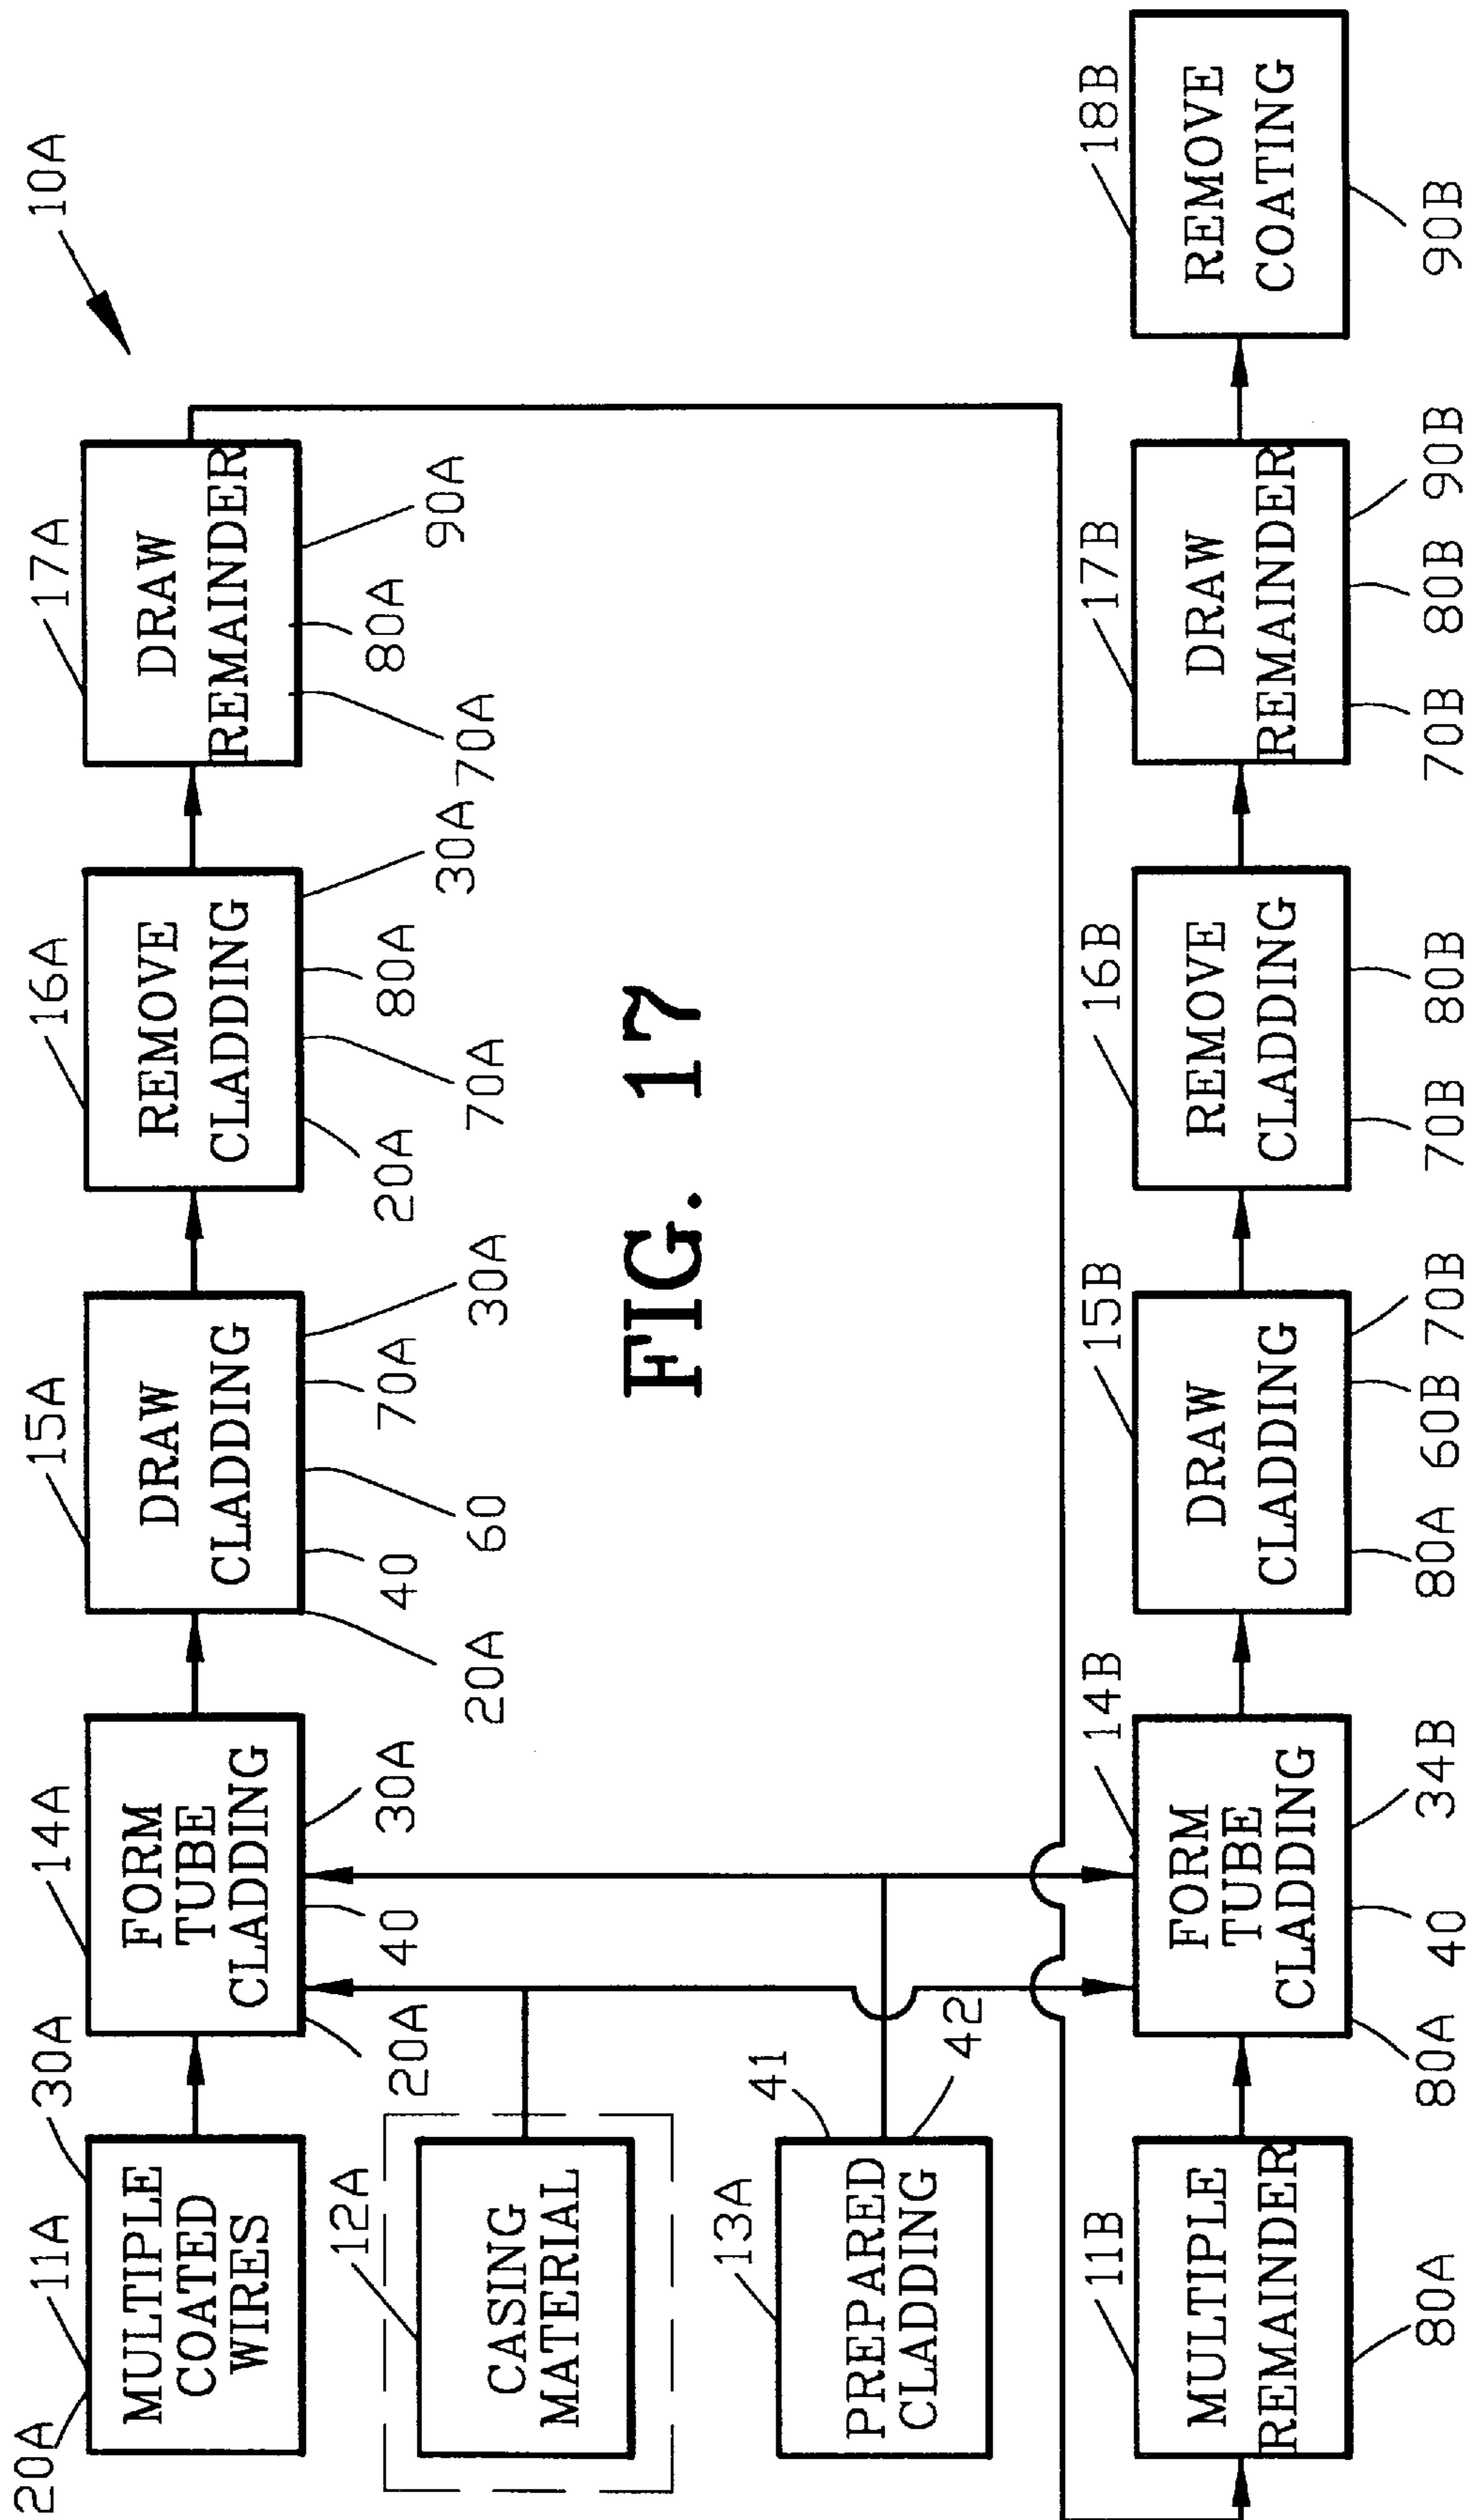 10A
20A
11A
30A
MULTIPLE
COATED
WIRES
14A
FORM
TUBE
CLADDING
20A
40
30A
15A
DRAW
CLADDING
20A
40
60
70A
30A
16A
REMOVE
CLADDING
20A
70A
80A
30A
17A
DRAW
REMAINDER
70A
80A
90A
12A
CASING
MATERIAL
13A
PREPARED
CLADDING
41
42
FIG. 17
11B
MULTIPLE
REMAINDER
80A
14B
FORM
TUBE
CLADDING
80A
40
34B
15B
DRAW
CLADDING
80A
60B
70B
16B
REMOVE
CLADDING
70B
80B
17B
DRAW
REMAINDER
70B
80B
90B
18B
REMOVE
COATING
90B